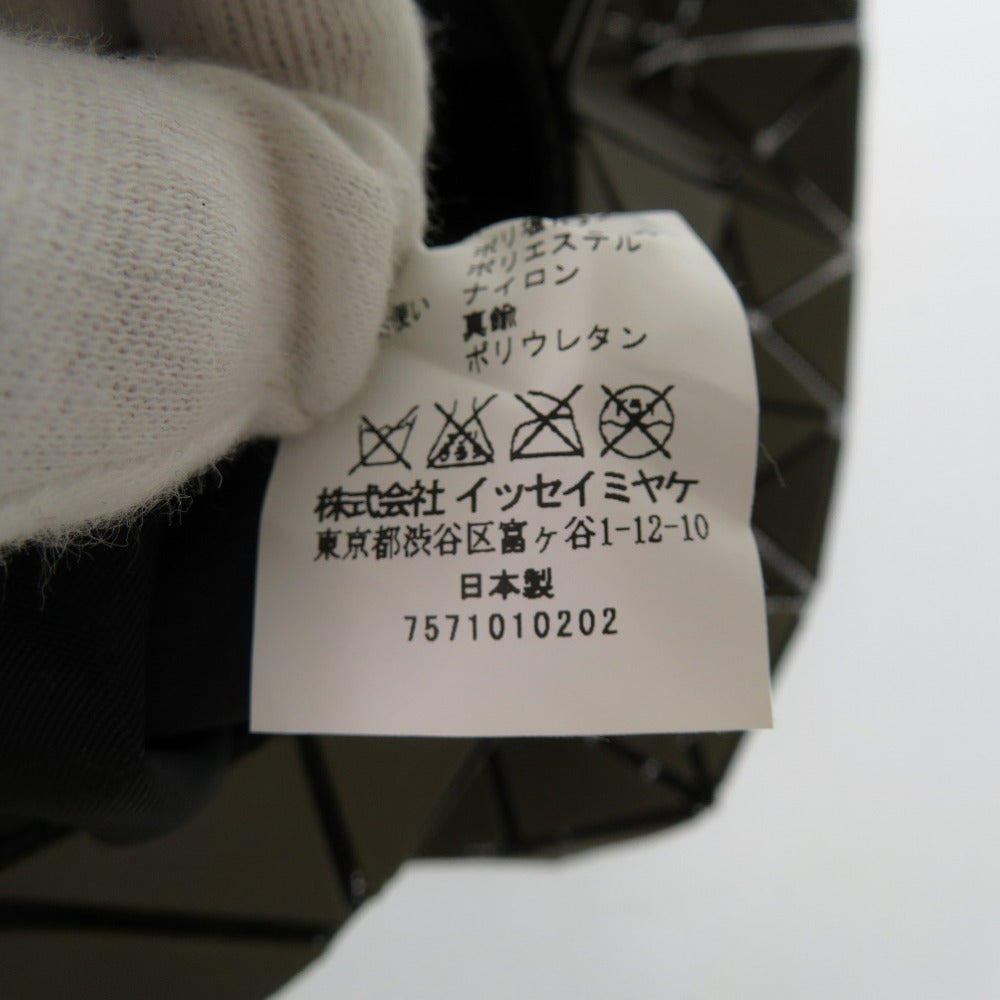 ポリエステル
ナイロン
使い
真鍮
ポリウレタン
株式会社 イッセイミヤケ
東京都渋谷区富ヶ谷1-12-10
日本製
7571010202